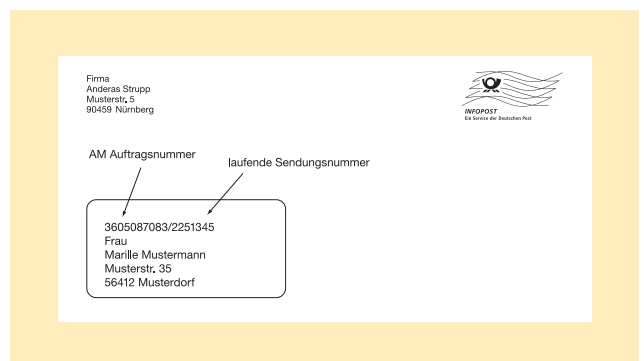 Firma
Anderas Strupp
Musterstr. 5
90459 Nürnberg
INFOPOST
Ein Service der Deutschen Post
AM Auftragsnummer
laufende Sendungsnummer
3605087083/2251345
Frau
Marille Mustermann
Musterstr. 35
56412 Musterdorf